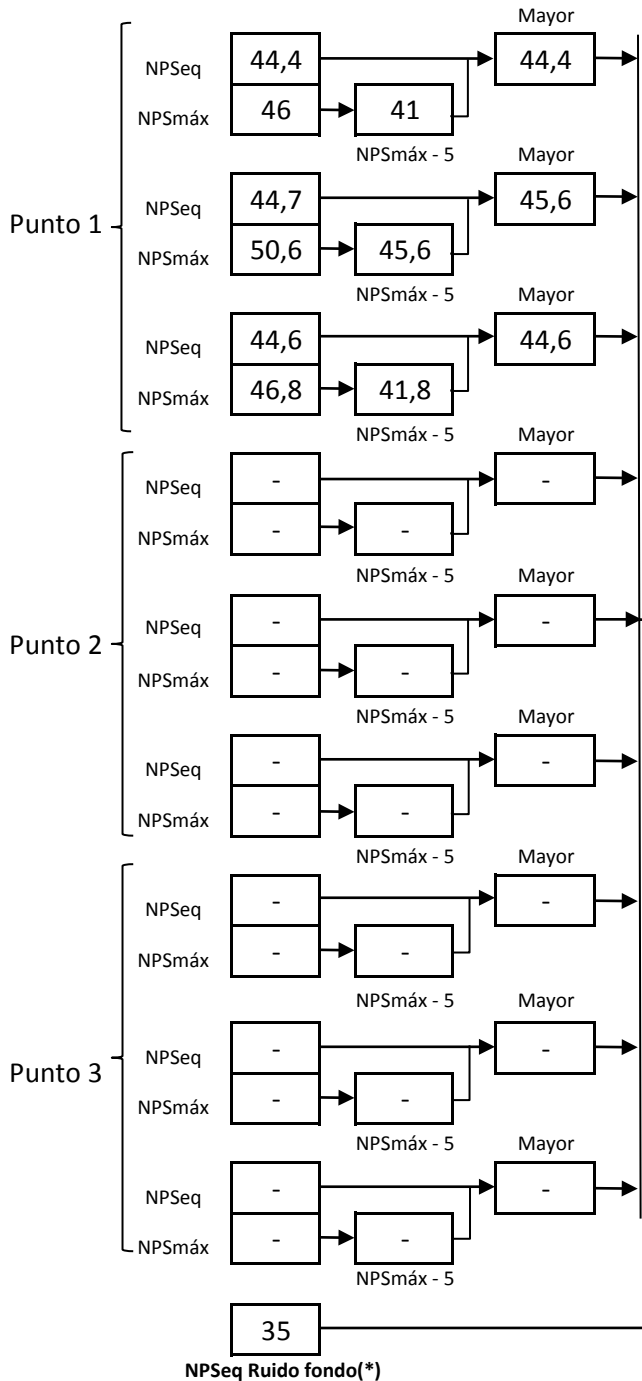 Mayor
NPSeq 44,4 44,4
NPSmáx 46 41
NPSmáx - 5 Mayor
NPSeq 44,7 45,6
Punto 1
NPSmáx 50,6 45,6
NPSmáx - 5 Mayor
NPSeq 44,6 44,6
NPSmáx 46,8 41,8
NPSmáx - 5 Mayor
NPSeq - -
NPSmáx - -
NPSmáx - 5 Mayor
NPSeq - -
Punto 2
NPSmáx - -
NPSmáx - 5 Mayor
NPSeq - -
NPSmáx - -
NPSmáx - 5 Mayor
NPSeq - -
NPSmáx - -
NPSmáx - 5 Mayor
NPSeq - -
Punto 3
NPSmáx - -
NPSmáx - 5 Mayor
NPSeq - -
NPSmáx - -
NPSmáx - 5
35
NPSeq Ruido fondo(*)